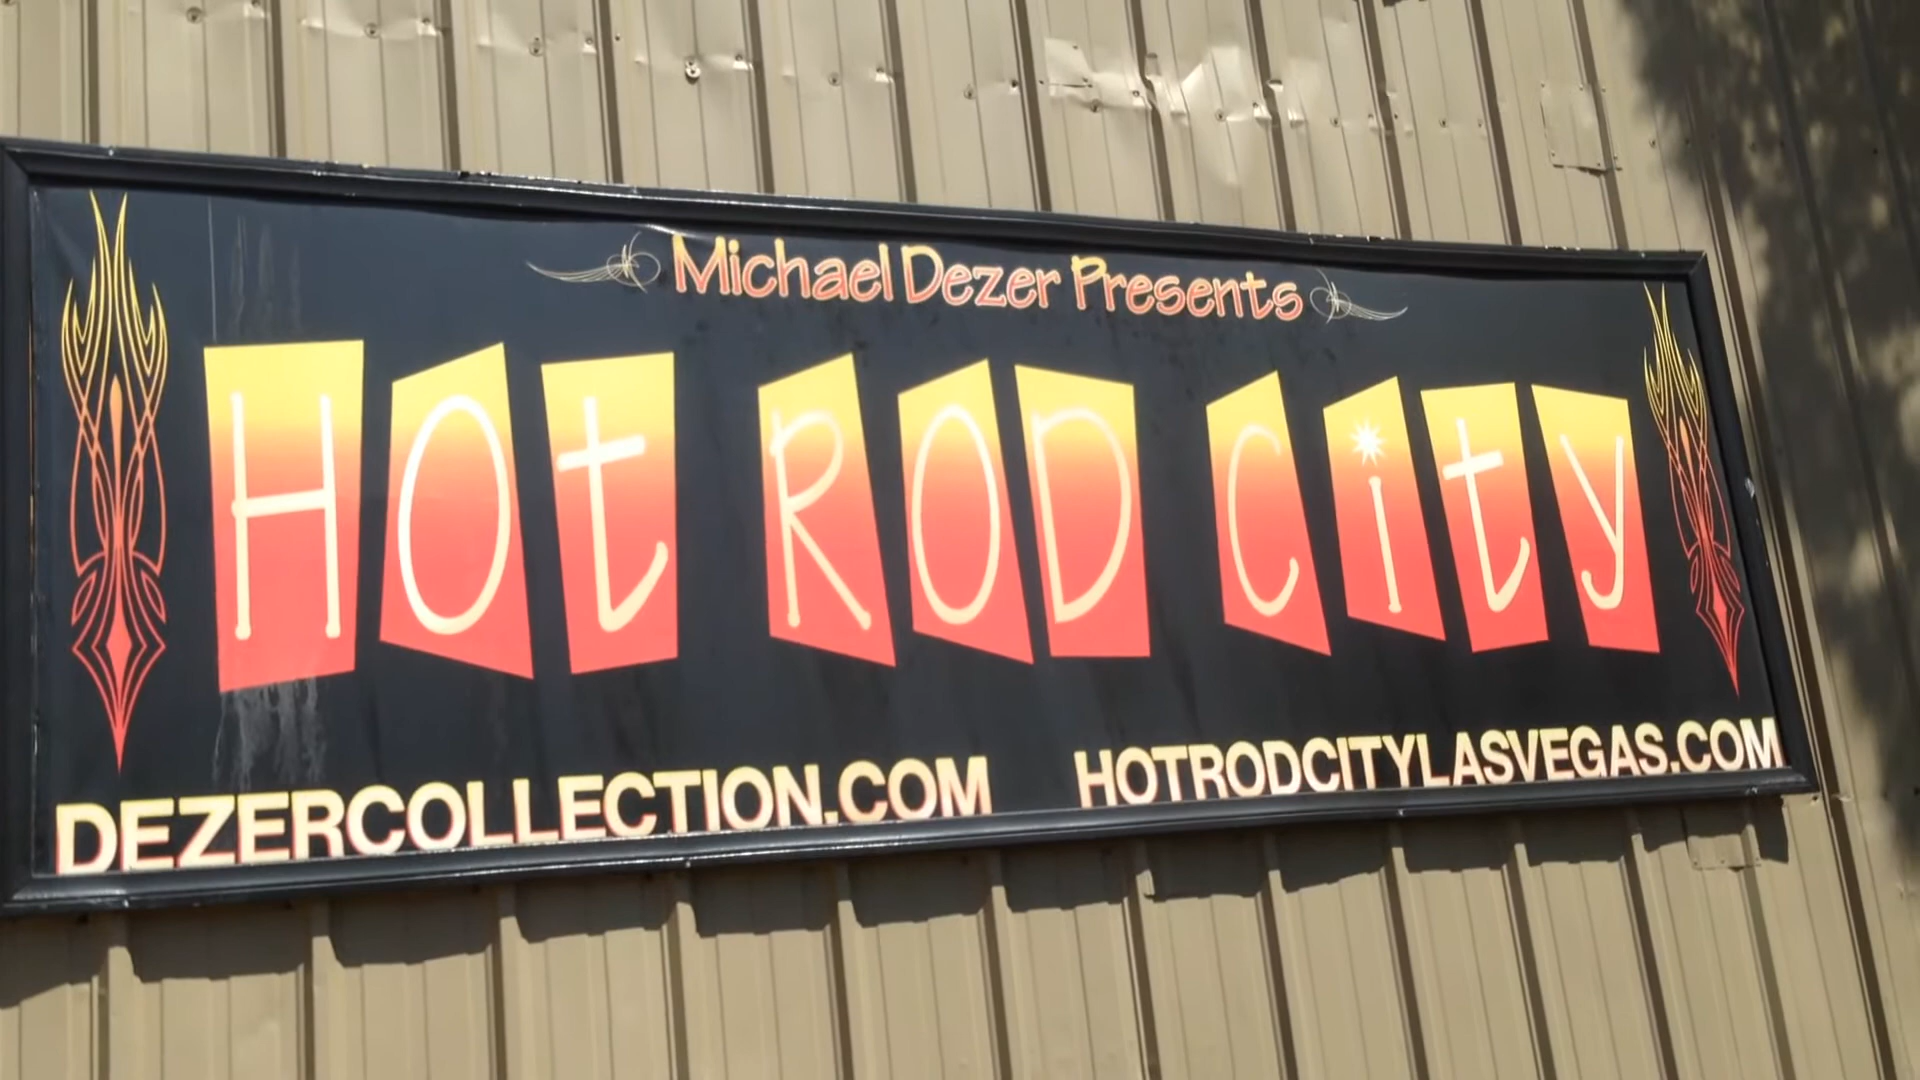 Michael Dezer Presents
Hot ROD City
DEZERCOLLECTION.COM HOTRODCITYLASVEGAS.COM